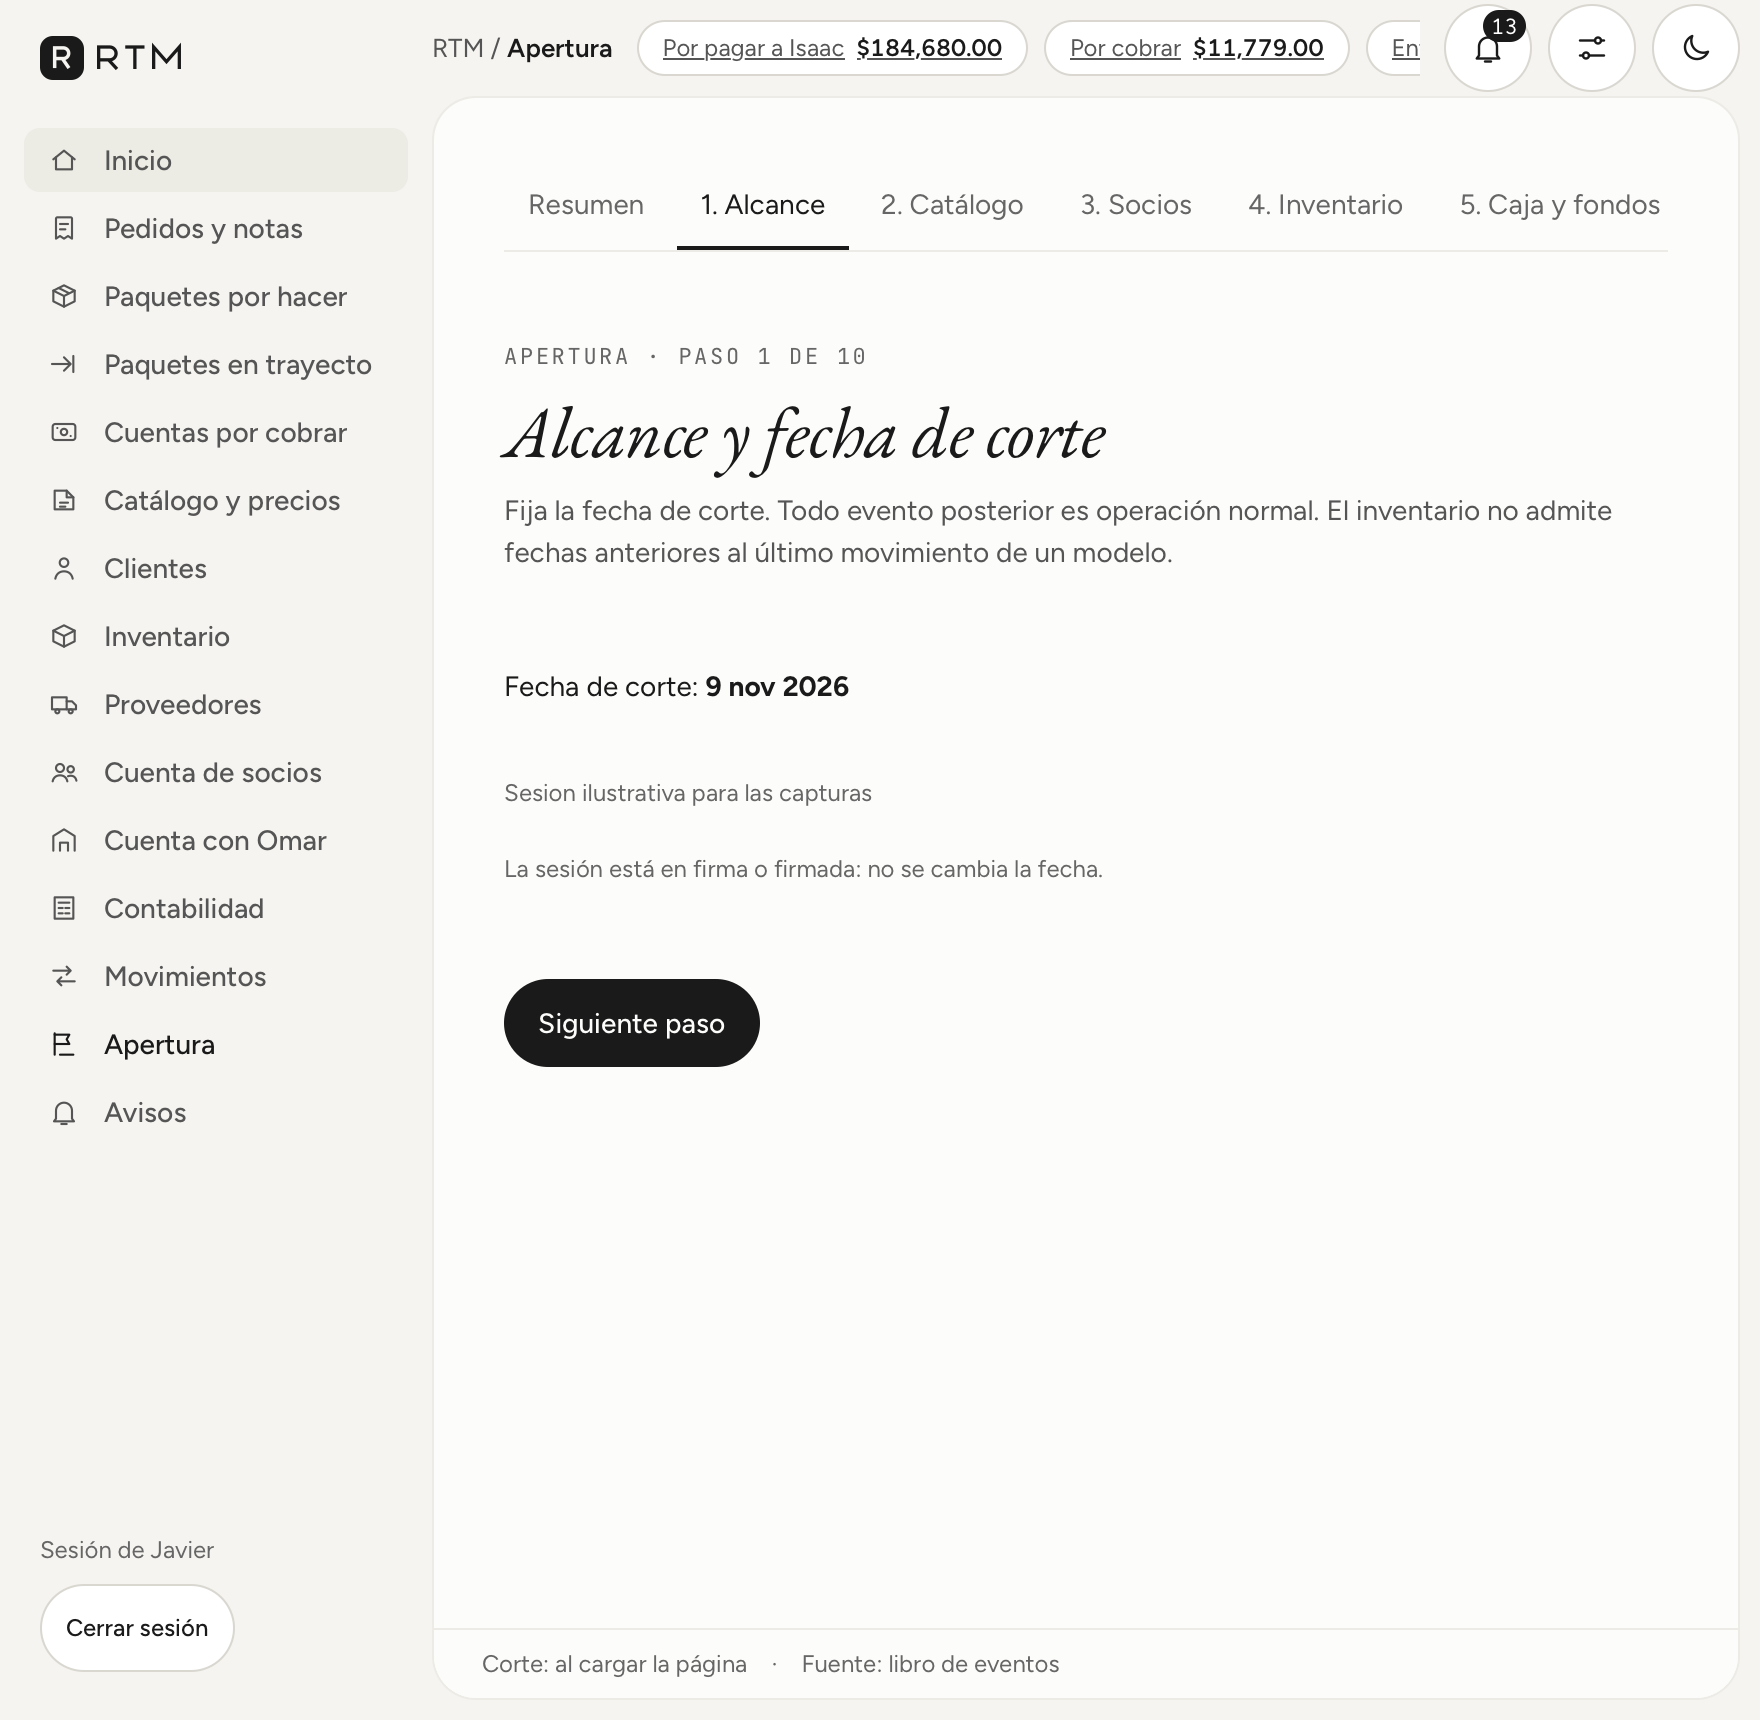 R RTM
RTM / Apertura
Por pagar a Isaac $184,680.00
Por cobrar $11,779.00
13
Inicio
Pedidos y notas
Paquetes por hacer
Paquetes en trayecto
Cuentas por cobrar
Catálogo y precios
Clientes
Inventario
Proveedores
Cuenta de socios
Cuenta con Omar
Contabilidad
Movimientos
Apertura
Avisos
Sesión de Javier
Cerrar sesión
Resumen
1. Alcance
2. Catálogo
3. Socios
4. Inventario
5. Caja y fondos
APERTURA · PASO 1 DE 10
Alcance y fecha de corte
Fija la fecha de corte. Todo evento posterior es operación normal. El inventario no admite
fechas anteriores al último movimiento de un modelo.
Fecha de corte: 9 nov 2026
Sesion ilustrativa para las capturas
La sesión está en firma o firmada: no se cambia la fecha.
Siguiente paso
Corte: al cargar la página · Fuente: libro de eventos